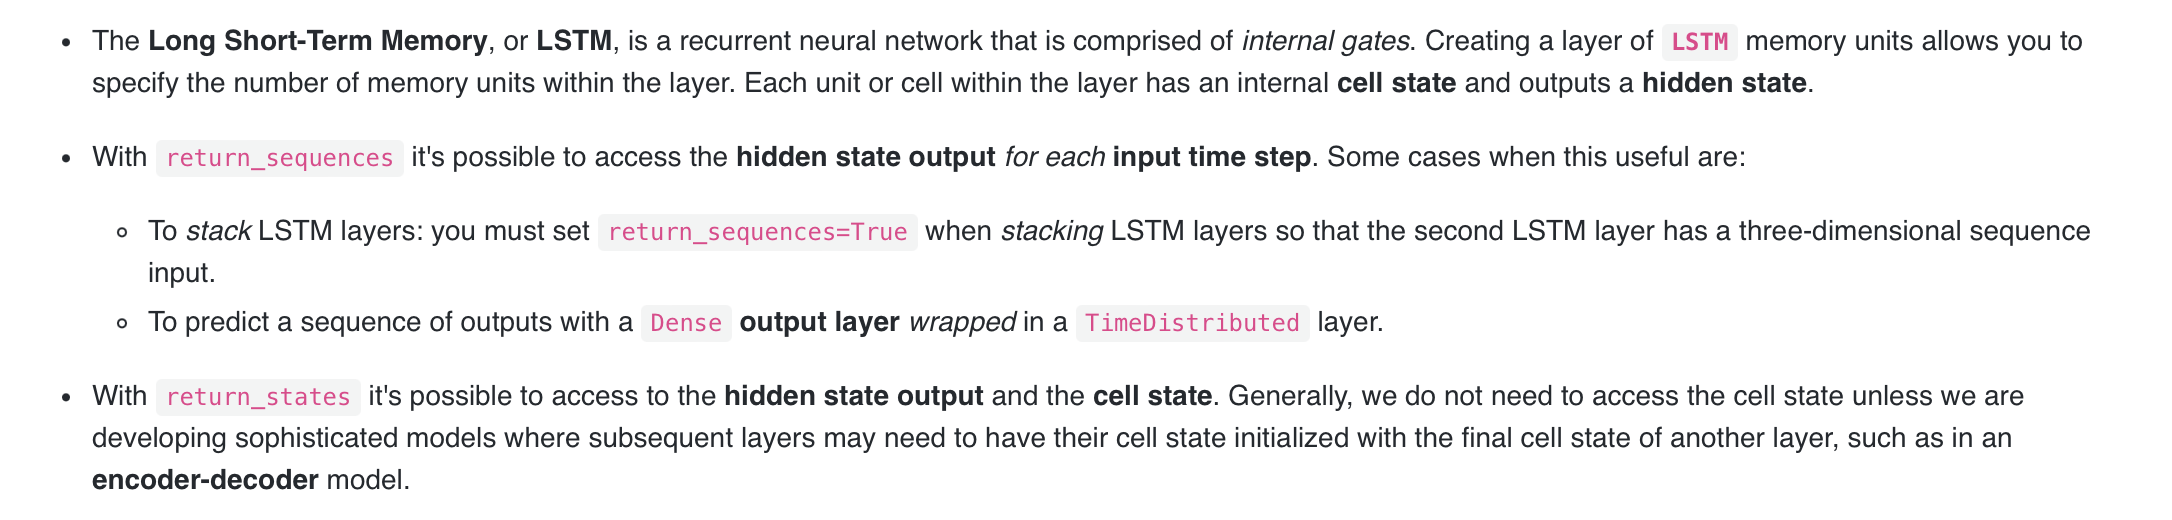 The Long Short-Term Memory, or LSTM, is a recurrent neural network that is comprised of internal gates. Creating a layer of LSTM memory units allows you to
specify the number of memory units within the layer. Each unit or cell within the layer has an internal cell state and outputs a hidden state.
With return_sequences it's possible to access the hidden state output for each input time step. Some cases when this useful are:
To stack LSTM layers: you must set return_sequences=True when stacking LSTM layers so that the second LSTM layer has a three-dimensional sequence
input.
To predict a sequence of outputs with a Dense output layer wrapped in a TimeDistributed layer.
With return_states it's possible to access to the hidden state output and the cell state. Generally, we do not need to access the cell state unless we are
developing sophisticated models where subsequent layers may need to have their cell state initialized with the final cell state of another layer, such as in an
encoder-decoder model.